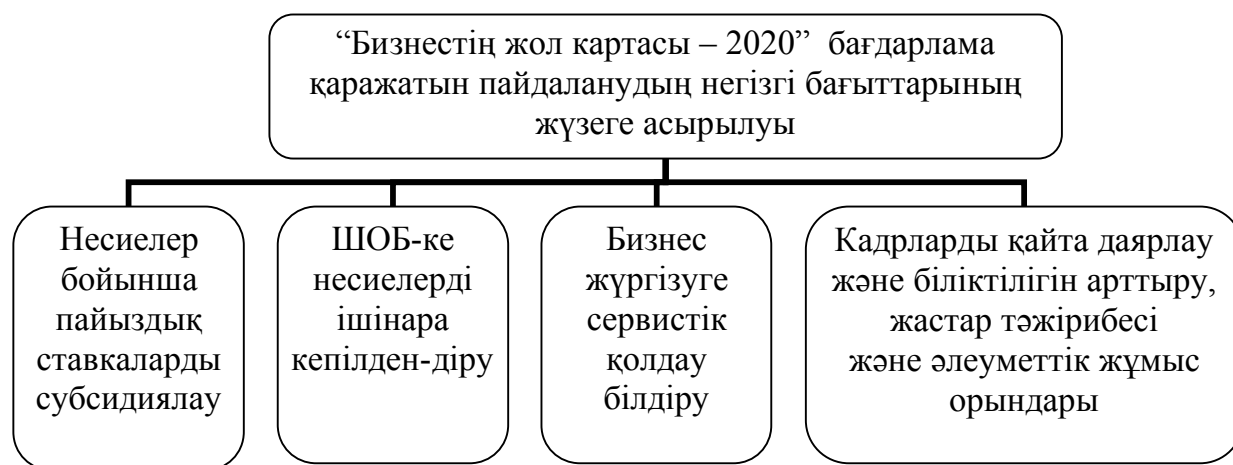 “Бизнестің жол картасы – 2020” бағдарлама
қаражатын пайдаланудың негізгі бағыттарының
жүзеге асырылуы
Несиелер
бойынша
пайыздық
ставкаларды
субсидиялау
ШОБ-ке
несиелерді
ішінара
кепілден-діру
Бизнес
жүргізуге
сервистік
қолдау
білдіру
Кадрларды қайта даярлау
және біліктілігін арттыру,
жастар тәжірибесі
және әлеуметтік жұмыс
орындары